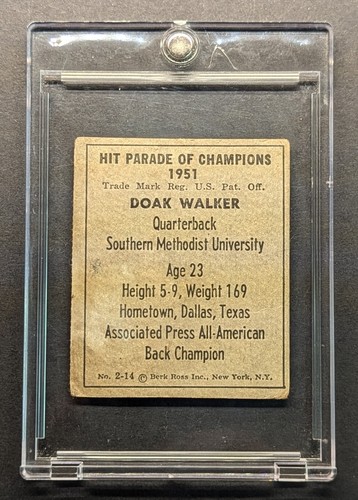 HIT PARADE OF CHAMPIONS
1951
Trade Mark Reg. U.S. Pat. Off.
DOAK WALKER
Quarterback
Southern Methodist University
Age 23
Height 5-9, Weight 169
Hometown, Dallas, Texas
Associated Press All-American
Back Champion
No. 2-14 © Berk Ross Inc., New York, N.Y.